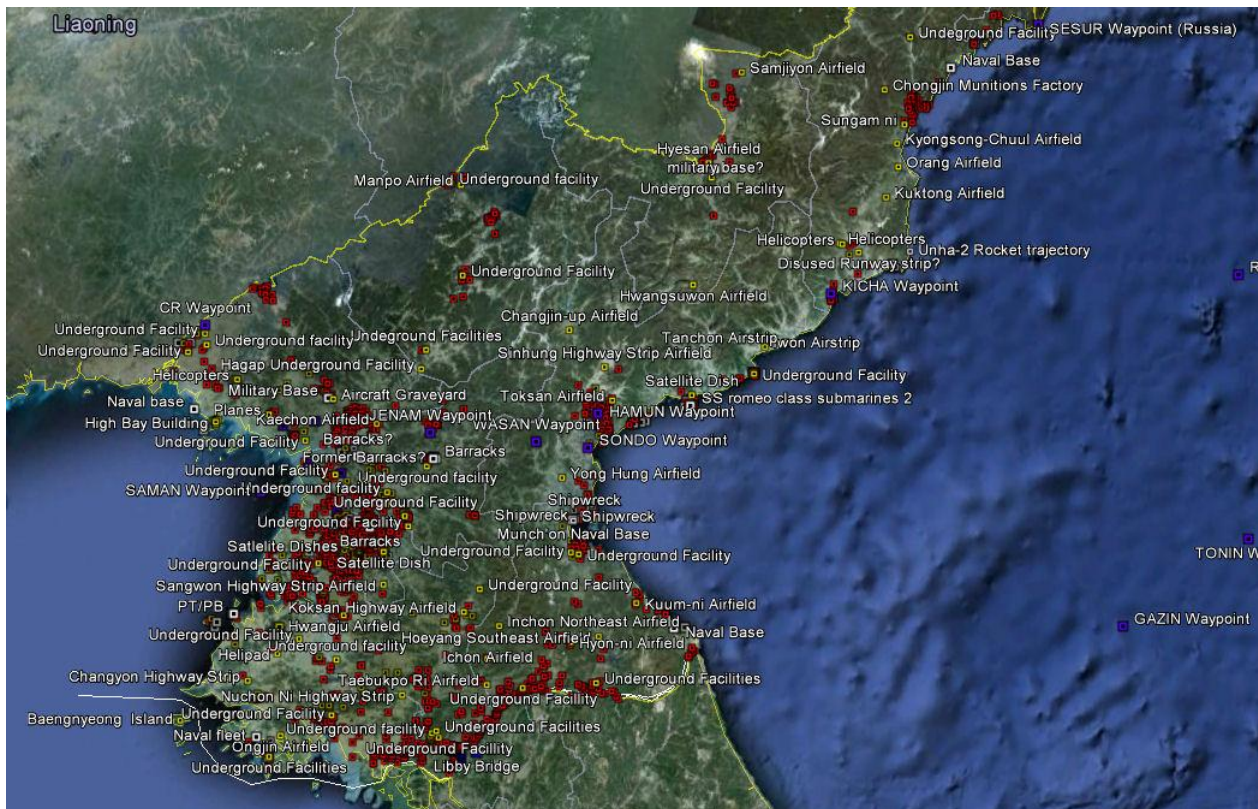 Liaoning
Undeground Facility
SESUR Waypoint (Russia)
Samjiyon Airfield
Naval Base
Chongjin Munitions Factory
Sungam ni
Kyongsong-Chuul Airfield
Hyesan Airfield
military base?
Orang Airfield
Manpo Airfield
Underground facility
Underground Facility
Kuktong Airfield
Helicopters
Helicopters
Unha-2 Rocket trajectory
Disused Runway strip?
Underground Facility
KICHA Waypoint
Hwangsuwon Airfield
CR Waypoint
Changjin-up Airfield
Underground Facility
Underground facility
Undeground Facilities
Tanchon Airstrip
Underground Facility
Sinhung Highway Strip Airfield
Hagap Underground Facility
Helicopters
Satellite Dish
Underground Facility
Military Base
Aircraft Graveyard
Toksan Airfield
SS romeo class submarines 2
Naval base
Planes
JENAM Waypoint
HAMUN Waypoint
High Bay Building
Kaechon Airfield
WASAN Waypoint
Underground Facility
Barracks?
SONDO Waypoint
Former Barracks?
Barracks
Underground Facility
Underground facility
Yong Hung Airfield
SAMAN Waypoint
Underground facility
Underground Facility
Shipwreck
Underground Facility
Shipwreck
Shipwreck
Munch'on Naval Base
Satlelite Dishes
Barracks
Underground Facility
Underground Facility
TONIN W
Underground Facility
Satellite Dish
Sangwon Highway Strip Airfield
Underground Facility
PT/PB
Koksan Highway Airfield
Kuum-ni Airfield
Hwangju Airfield
Inchon Northeast Airfield
GAZIN Waypoint
Underground Facility
Hoeyang Southeast Airfield
Hyon-ni Airfield
Naval Base
Helipad
Underground facility
Ichon Airfield
Changyon Highway Strip
Taebukpo Ri Airfield
Underground Facilities
Nuchon Ni Highway Strip
Underground Facility
Baengnyeong Island
Underground Facility
Naval fleet
Underground facility
Underground Facilities
Ongjin Airfield
Underground Facillity
Underground Facilities
Libby Bridge